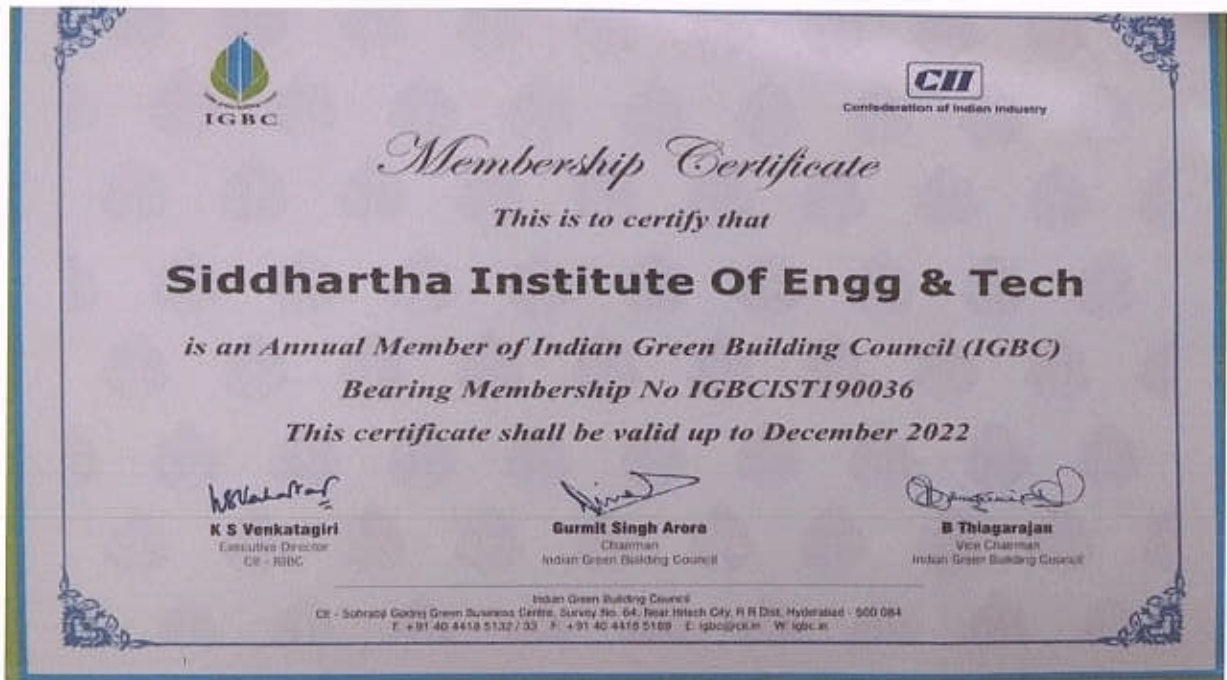 IGBC
CII
Confederation of Indian Industry
Membership Certificate
This is to certify that
Siddhartha Institute Of Engg & Tech
is an Annual Member of Indian Green Building Council (IGBC)
Bearing Membership No IGBCIST190036
This certificate shall be valid up to December 2022
K S Venkatagiri
Executive Director
CII - IGBC
Gurmit Singh Arora
Chairman
Indian Green Building Council
B Thiagarajan
Vice Chairman
Indian Green Building Council
Indian Green Building Council
CII - Sohrabji Godrej Green Business Centre, Survey No. 64, Near Hitech City, R R Dist, Hyderabad - 500 084
T: +91 40 4418 5132 / 33 F: +91 40 4418 5189 E: igbc@cii.in W: igbc.in